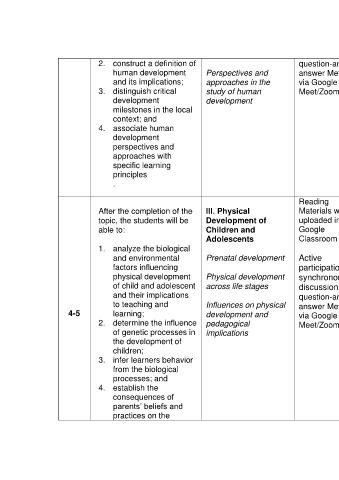 2. construct a definition of
human development
and its implications;
3. distinguish critical
development
milestones in the local
context; and
4. associate human
development
perspectives and
approaches with
specific learning
principles
.
Perspectives and
approaches in the
study of human
development
question-an
answer Me
via Google
Meet/Zoom
4-5
After the completion of the
topic, the students will be
able to:
1. analyze the biological
and environmental
factors influencing
physical development
of child and adolescent
and their implications
to teaching and
learning;
2. determine the influence
of genetic processes in
the development of
children;
3. infer learners behavior
from the biological
processes; and
4. establish the
consequences of
parents' beliefs and
practices on the
III. Physical
Development of
Children and
Adolescents
Prenatal development
Physical development
across life stages
Influences on physical
development and
pedagogical
implications
Reading
Materials w
uploaded in
Google
Classroom
Active
participatio
synchronou
discussion
question-an
answer Me
via Google
Meet/Zoom